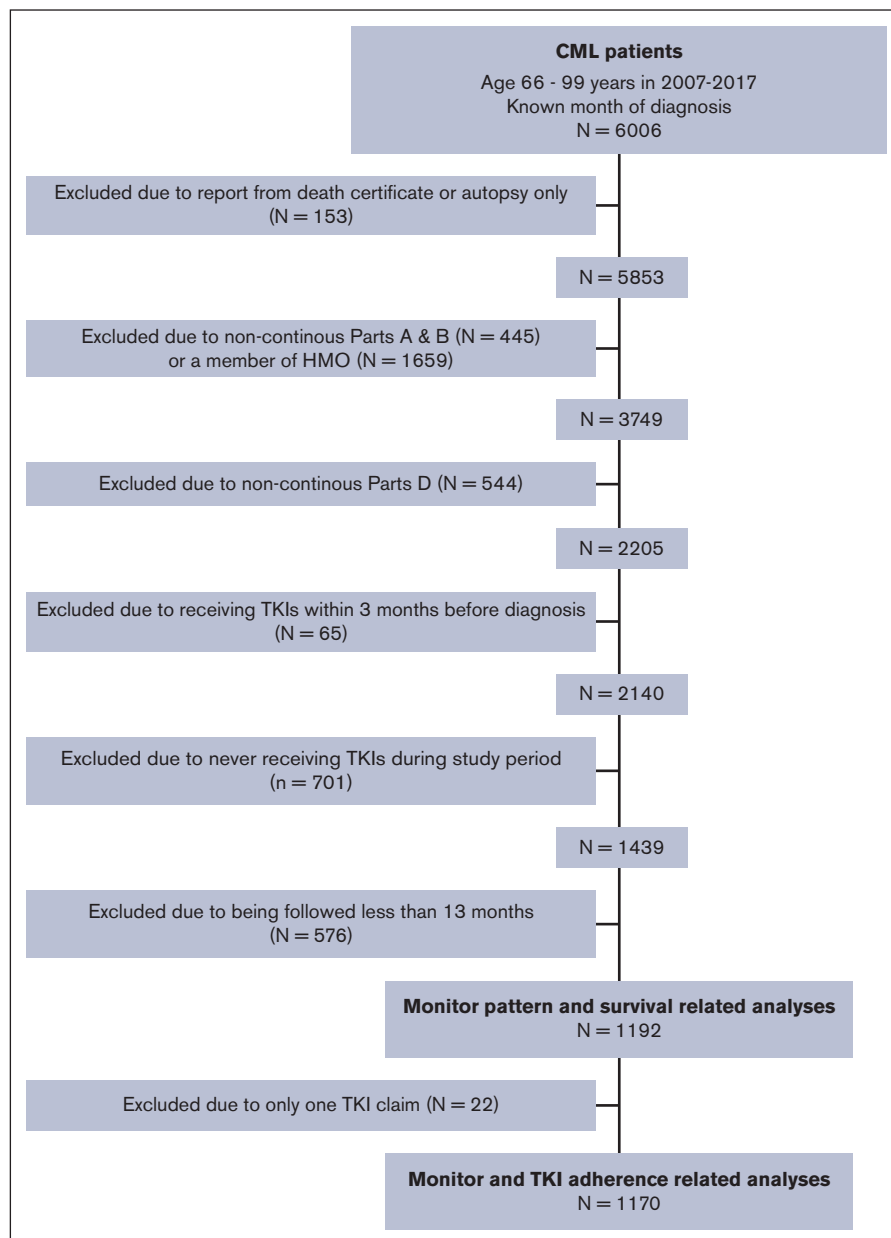 CML patients
Age 66 - 99 years in 2007-2017
Known month of diagnosis
N = 6006
Excluded due to report from death certificate or autopsy only
(N = 153)
N = 5853
Excluded due to non-continous Parts A & B (N = 445)
or a member of HMO (N = 1659)
N = 3749
Excluded due to non-continous Parts D (N = 544)
N = 2205
Excluded due to receiving TKIs within 3 months before diagnosis
(N = 65)
N = 2140
Excluded due to never receiving TKIs during study period
(n = 701)
N = 1439
Excluded due to being followed less than 13 months
(N = 576)
Monitor pattern and survival related analyses
N = 1192
Excluded due to only one TKI claim (N = 22)
Monitor and TKI adherence related analyses
N = 1170